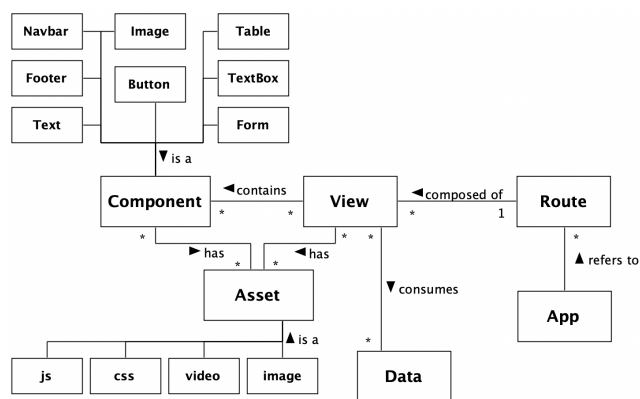 Navbar
Image
Table
Footer
Button
TextBox
Text
Form
▼ is a
Component
◀ contains
View
◀ composed of
Route
* * * 1
* * * *
▶ has
◀ has
▲ refers to
* *
Asset
▼ consumes
App
▲ is a
*
js
css
video
image
Data